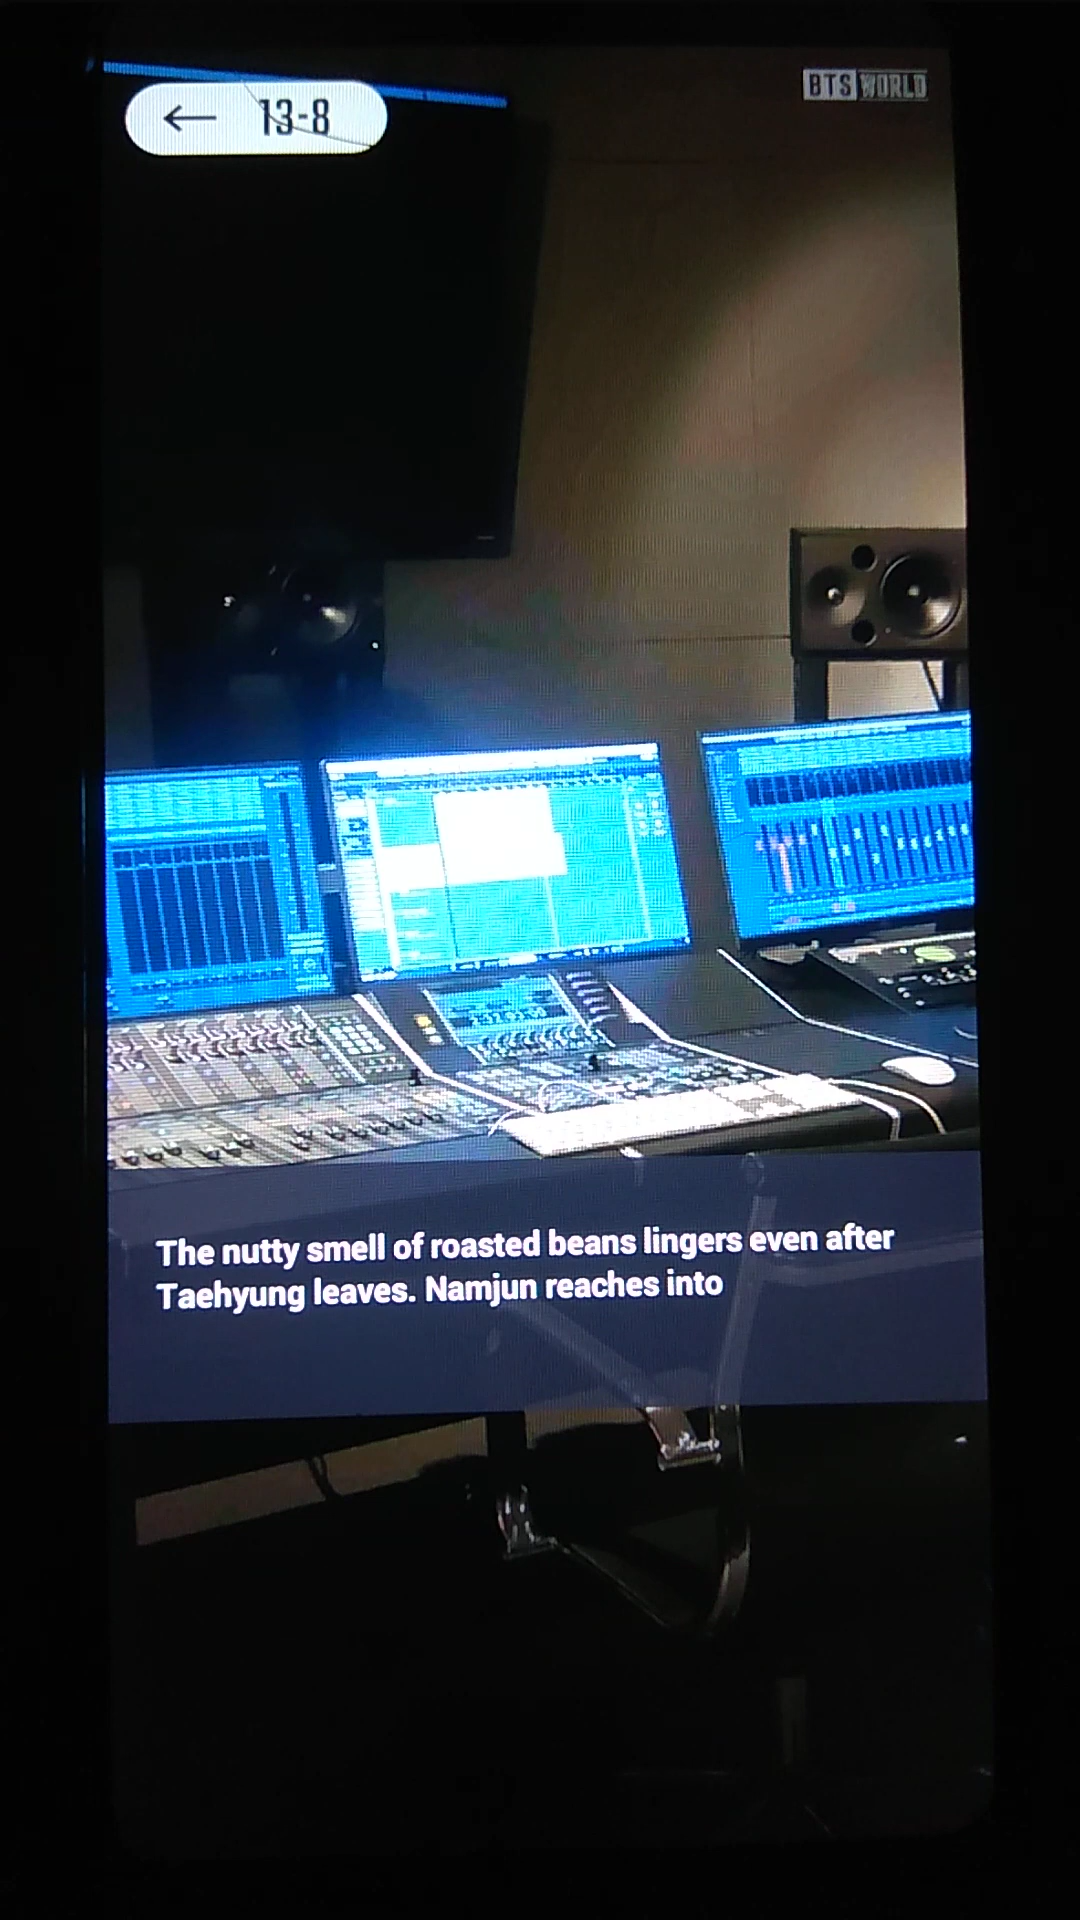 13-8
BTS WORLD
The nutty smell of roasted beans lingers even after
Taehyung leaves. Namjun reaches into